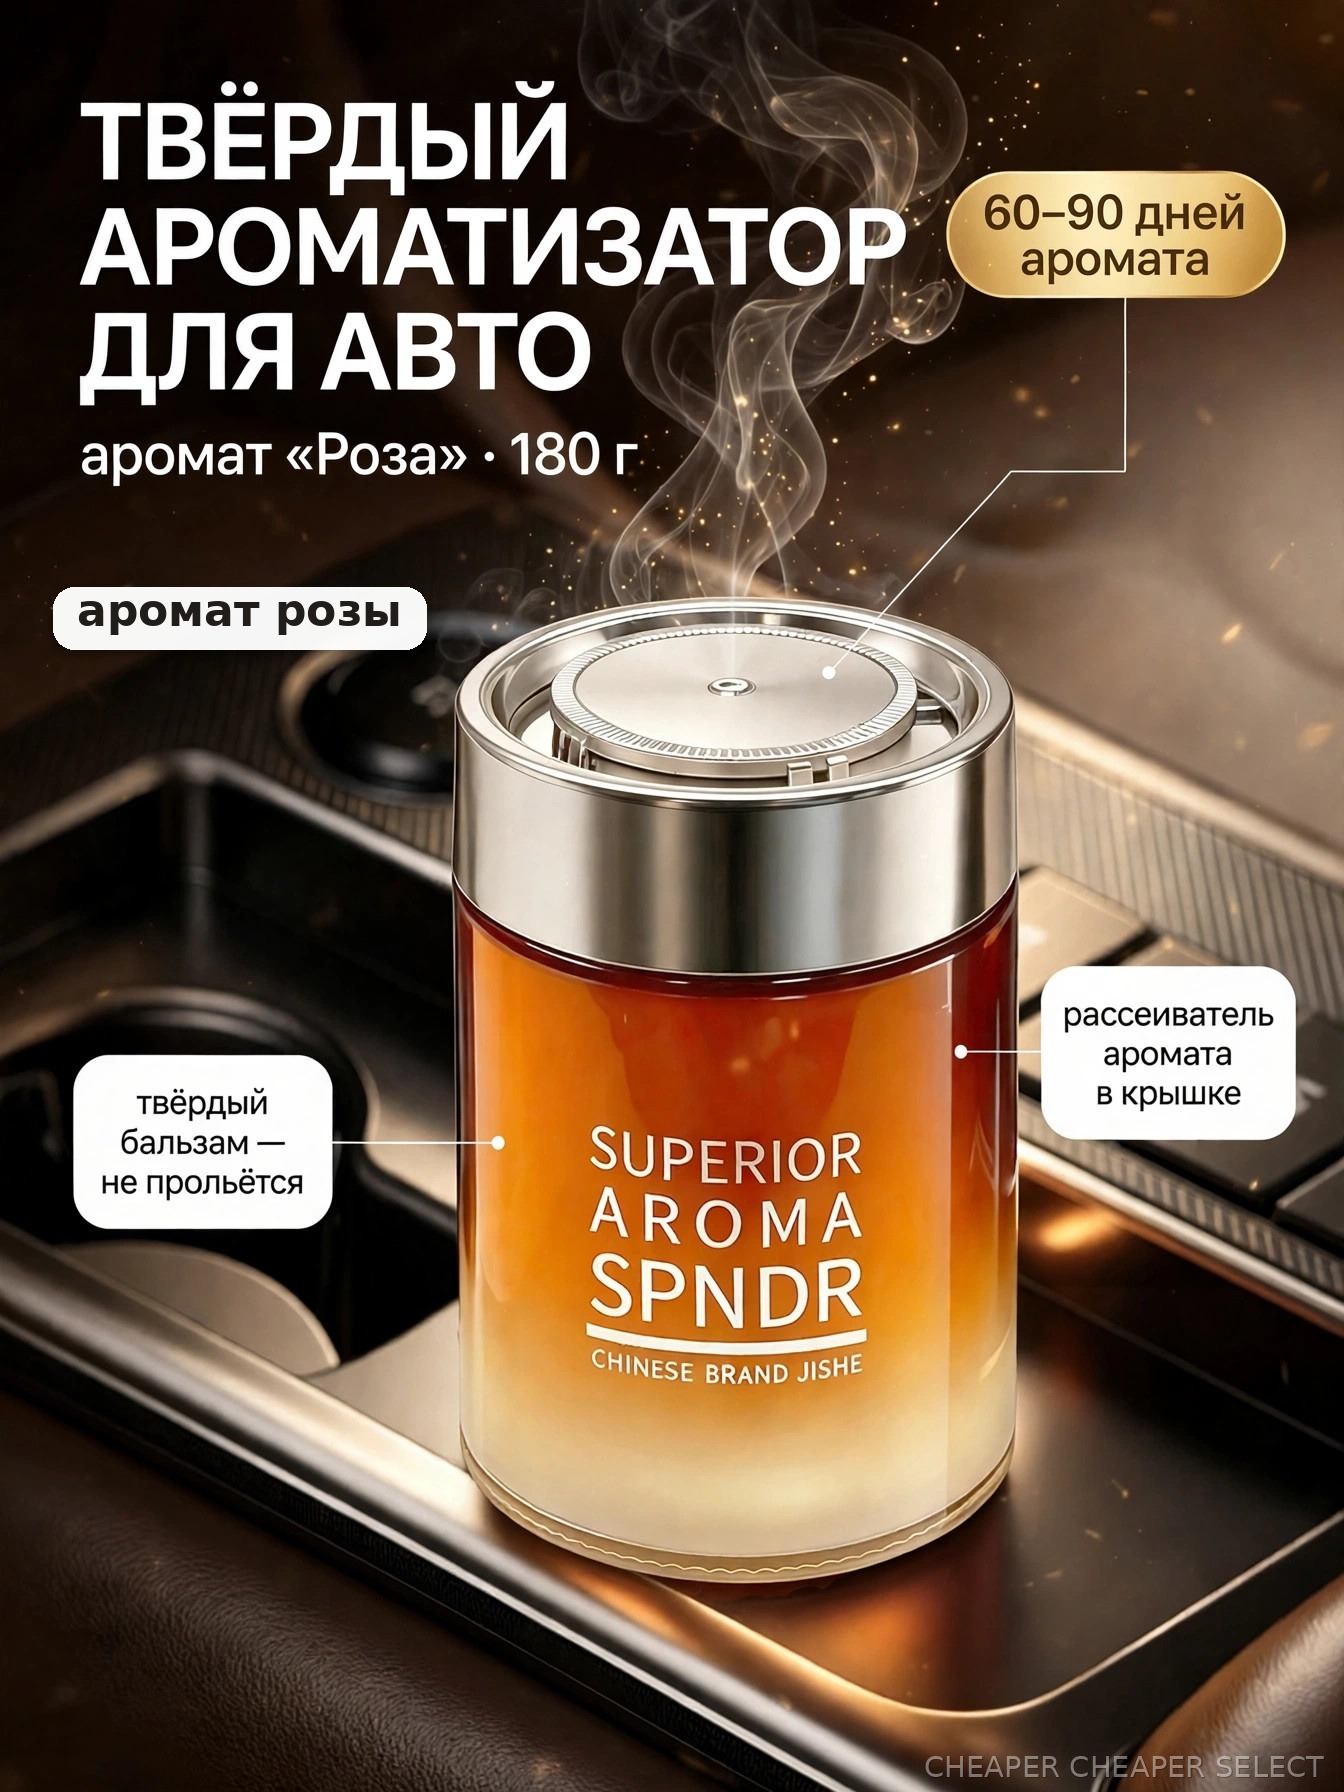 ТВЁРДЫЙ
АРОМАТИЗАТОР
ДЛЯ АВТО
аромат «Роза» · 180 г
60–90 дней
аромата
аромат розы
рассеиватель
аромата
в крышке
твёрдый
бальзам —
не прольётся
SUPERIOR
AROMA
SPNDR
CHINESE BRAND JISHE
CHEAPER CHEAPER SELECT